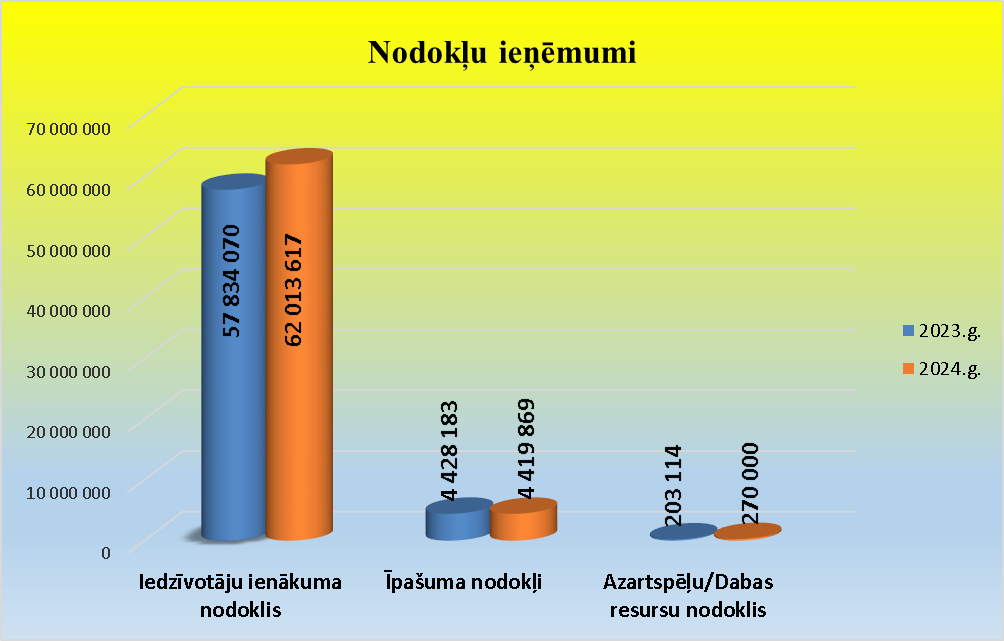 Nodokļu ieņēmumi
70 000 000
60 000 000
50 000 000
40 000 000
30 000 000
20 000 000
10 000 000
0
57 834 070
62 013 617
4 428 183
4 419 869
203 114
270 000
Iedzīvotāju ienākuma
nodoklis
Īpašuma nodokļi
Azartspēļu/Dabas
resursu nodoklis
2023.g.
2024.g.